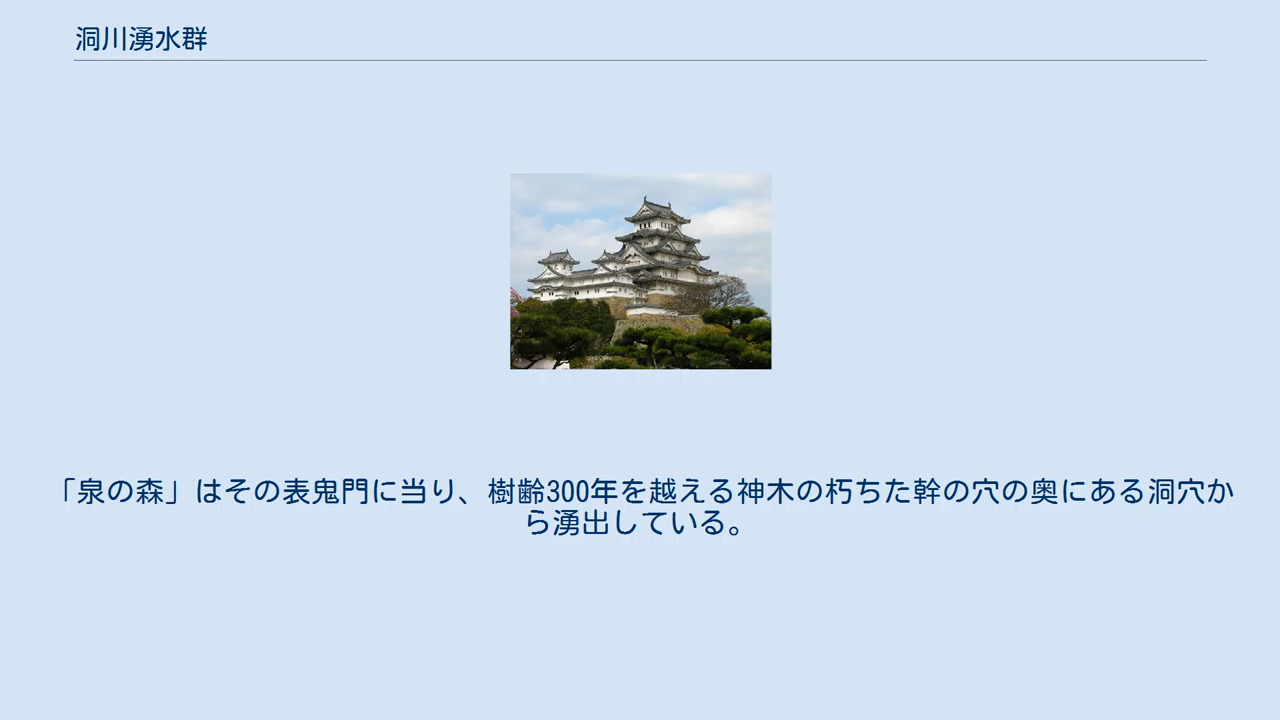 洞川湧水群
「泉の森」はその表鬼門に当り、樹齢300年を越える神木の朽ちた幹の穴の奥にある洞穴か
ら湧出している。